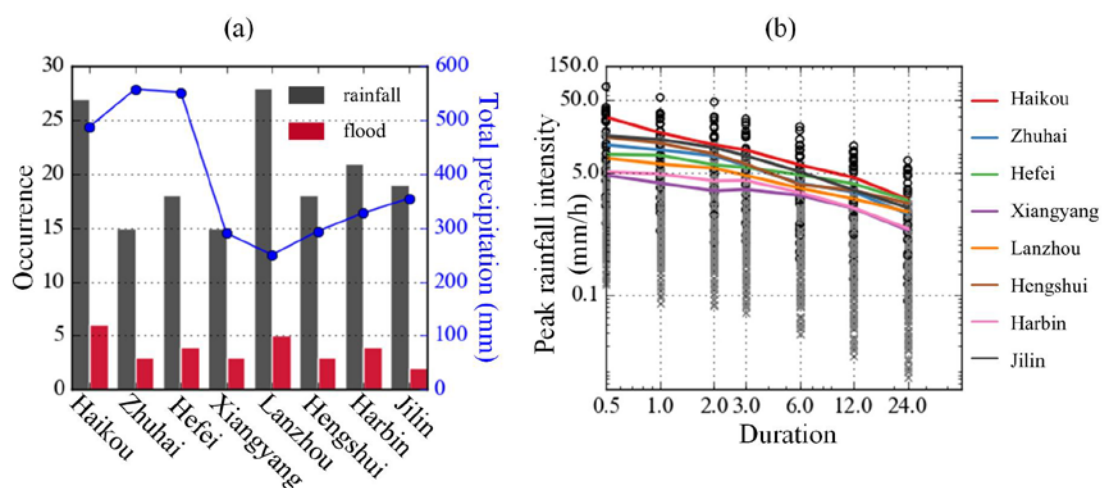 (a)
(b)
30
25
20
15
10
5
0
Occurrence
rainfall
flood
600
500
400
300
200
100
0
Total precipitation (mm)
Haikou
Zhuhai
Hefei
Xiangyang
Lanzhou
Hengshui
Harbin
Jilin
Peak rainfall intensity
(mm/h)
150.0
50.0
5.0
0.1
0.5
1.0
2.0
3.0
6.0
12.0
24.0
Duration
Haikou
Zhuhai
Hefei
Xiangyang
Lanzhou
Hengshui
Harbin
Jilin